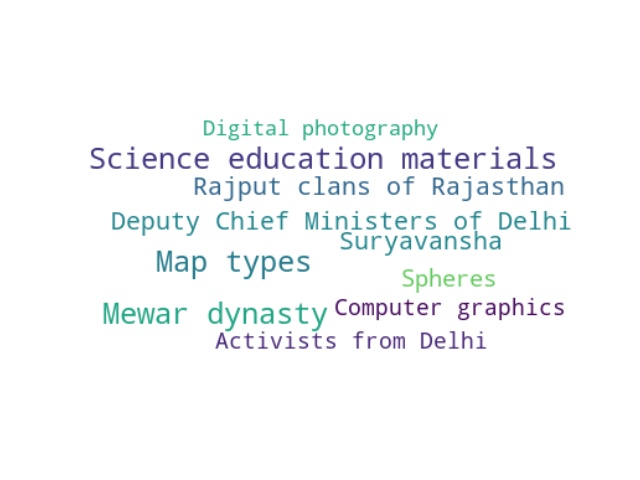 Digital photography
Science education materials
Rajput clans of Rajasthan
Deputy Chief Ministers of Delhi
Suryavansha
Map types
Spheres
Mewar dynasty
Computer graphics
Activists from Delhi